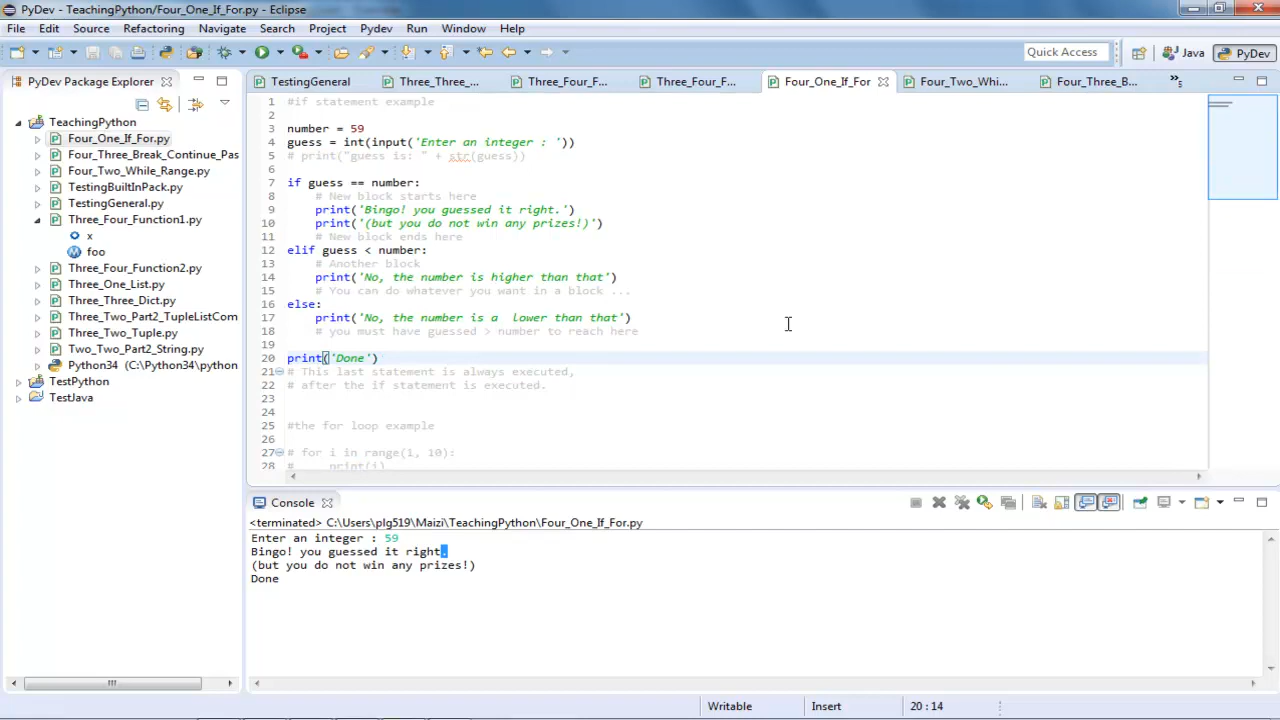 PyDev - TeachingPython/Four_One_If_For.py - Eclipse
File Edit Source Refactoring Navigate Search Project Pydev Run Window Help
Quick Access
Java
PyDev
PyDev Package Explorer
TeachingPython
Four_One_If_For.py
Four_Three_Break_Continue_Pas
Four_Two_While_Range.py
TestingBuiltInPack.py
TestingGeneral.py
Three_Four_Function1.py
x
foo
Three_Four_Function2.py
Three_One_List.py
Three_Three_Dict.py
Three_Two_Part2_TupleListCom
Three_Two_Tuple.py
Two_Two_Part2_String.py
Python34 (C:\Python34\python
TestPython
TestJava
TestingGeneral
Three_Three_...
Three_Four_F...
Three_Four_F...
Four_One_If_For
Four_Two_Whi...
Four_Three_B...
5
1 #if statement example
2
3 number = 59
4 guess = int(input('Enter an integer : '))
5 # print("guess is: " + str(guess))
6
7 if guess == number:
8 # New block starts here
9 print('Bingo! you guessed it right.')
10 print('(but you do not win any prizes!)')
11 # New block ends here
12 elif guess < number:
13 # Another block
14 print('No, the number is higher than that')
15 # You can do whatever you want in a block ...
16 else:
17 print('No, the number is a  lower than that')
18 # you must have guessed > number to reach here
19
20 print('Done')
21 # This last statement is always executed,
22 # after the if statement is executed.
23
24
25 #the for loop example
26
27 # for i in range(1, 10):
28 # print(i)
Console
<terminated> C:\Users\plg519\Maizi\TeachingPython\Four_One_If_For.py
Enter an integer : 59
Bingo! you guessed it right.
(but you do not win any prizes!)
Done
Writable
Insert
20 : 14